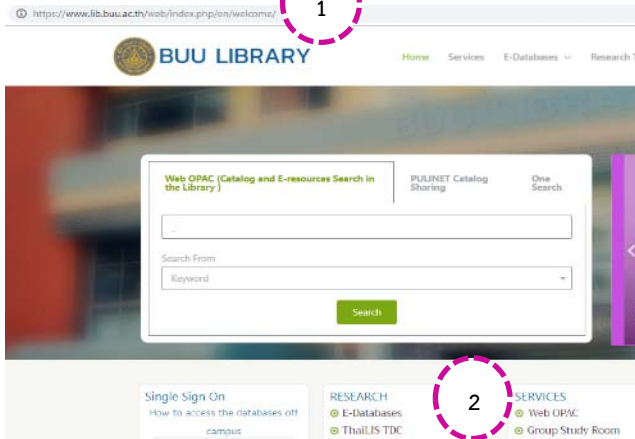 https://www.lib.buu.ac.th/web/index.php/en/welcome/
1
BUU LIBRARY
Home Services E-Databases Research T
Web OPAC (Catalog and E-resources Search in
the Library )
PULINET Catalog
Sharing
One
Search
Search From
Keyword
Search
Single Sign On
How to access the databases off
campus
RESEARCH
E-Databases
ThaiLIS TDC
2
SERVICES
Web OPAC
Group Study Room